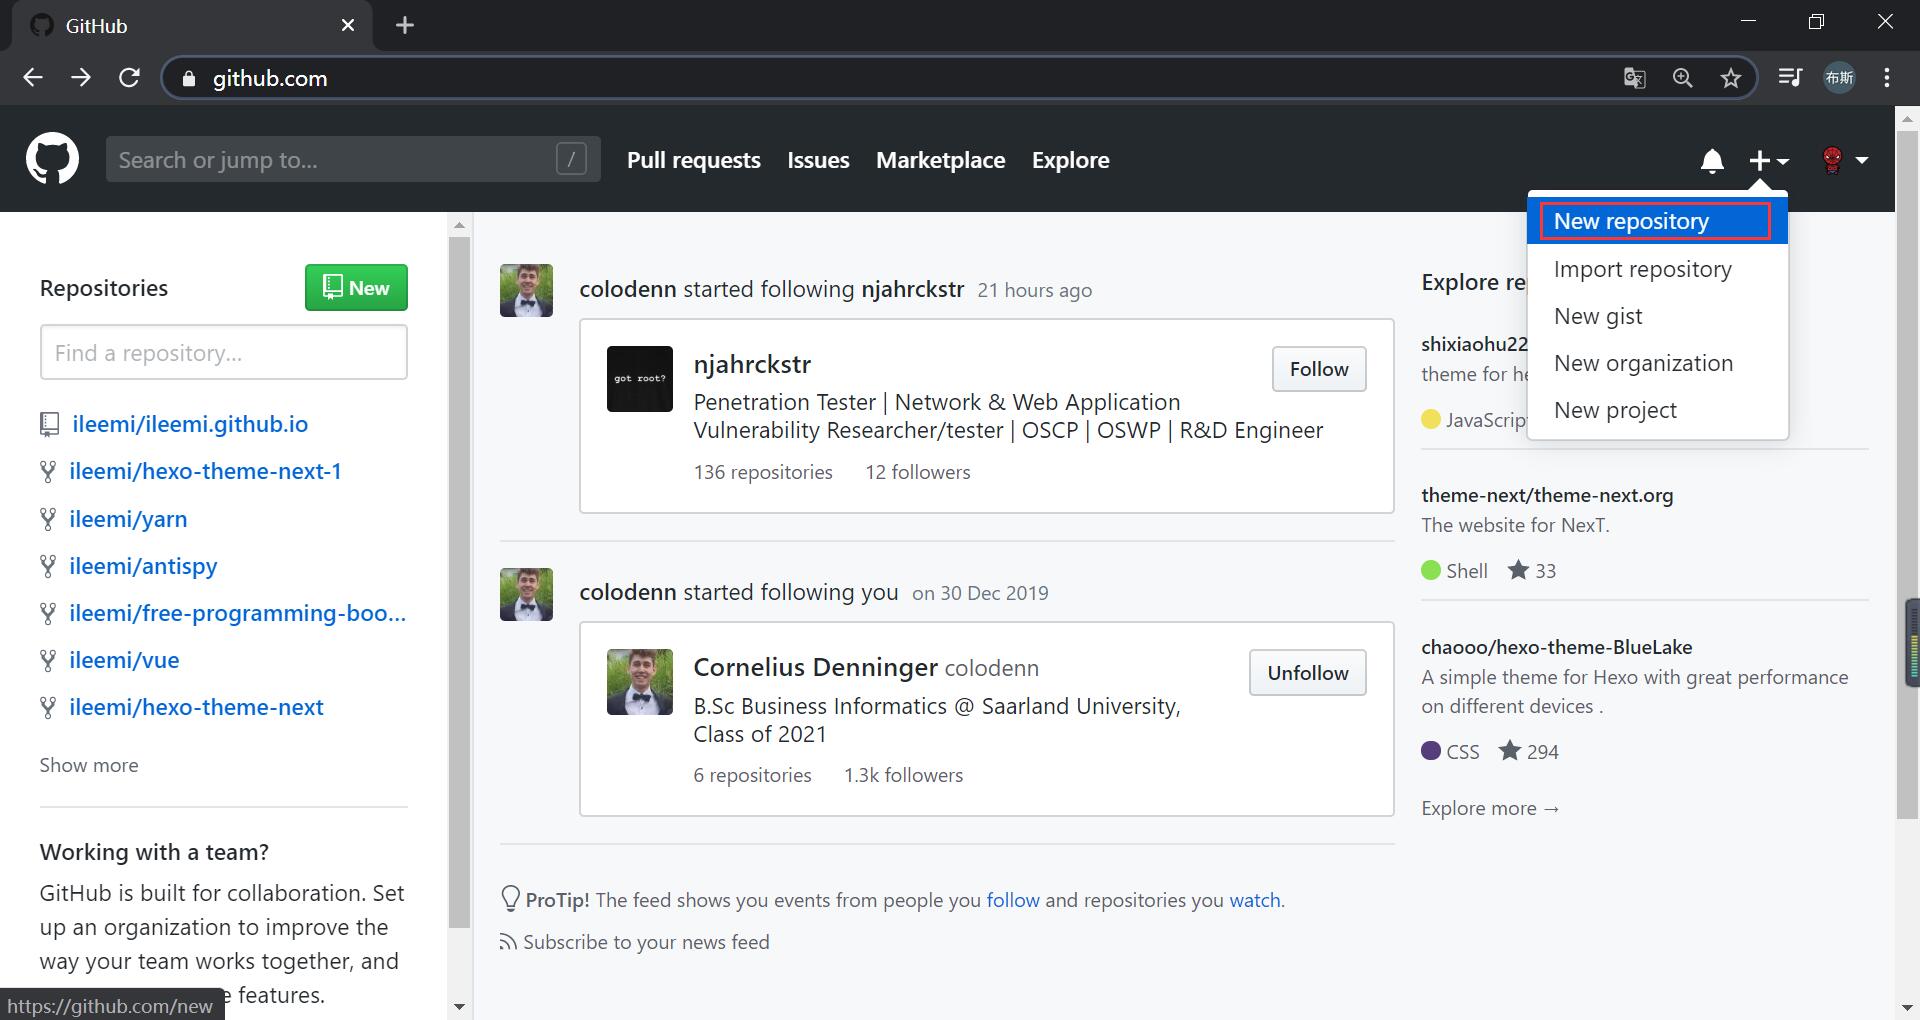 GitHub
github.com
布斯
Search or jump to...
/
Pull requests
Issues
Marketplace
Explore
New repository
Import repository
New gist
New organization
New project
Repositories
New
Find a repository...
ileemi/ileemi.github.io
ileemi/hexo-theme-next-1
ileemi/yarn
ileemi/antispy
ileemi/free-programming-boo...
ileemi/vue
ileemi/hexo-theme-next
Show more
Working with a team?
GitHub is built for collaboration. Set
up an organization to improve the
way your team works together, and
features.
https://github.com/new
colodenn started following njahrckstr 21 hours ago
got root?
njahrckstr
Follow
Penetration Tester | Network & Web Application
Vulnerability Researcher/tester | OSCP | OSWP | R&D Engineer
136 repositories 12 followers
colodenn started following you on 30 Dec 2019
Cornelius Denninger colodenn
Unfollow
B.Sc Business Informatics @ Saarland University,
Class of 2021
6 repositories 1.3k followers
ProTip! The feed shows you events from people you follow and repositories you watch.
Subscribe to your news feed
Explore re
shixiaohu22
theme for he
JavaScrip
theme-next/theme-next.org
The website for NexT.
Shell 33
chaooo/hexo-theme-BlueLake
A simple theme for Hexo with great performance
on different devices .
CSS 294
Explore more →